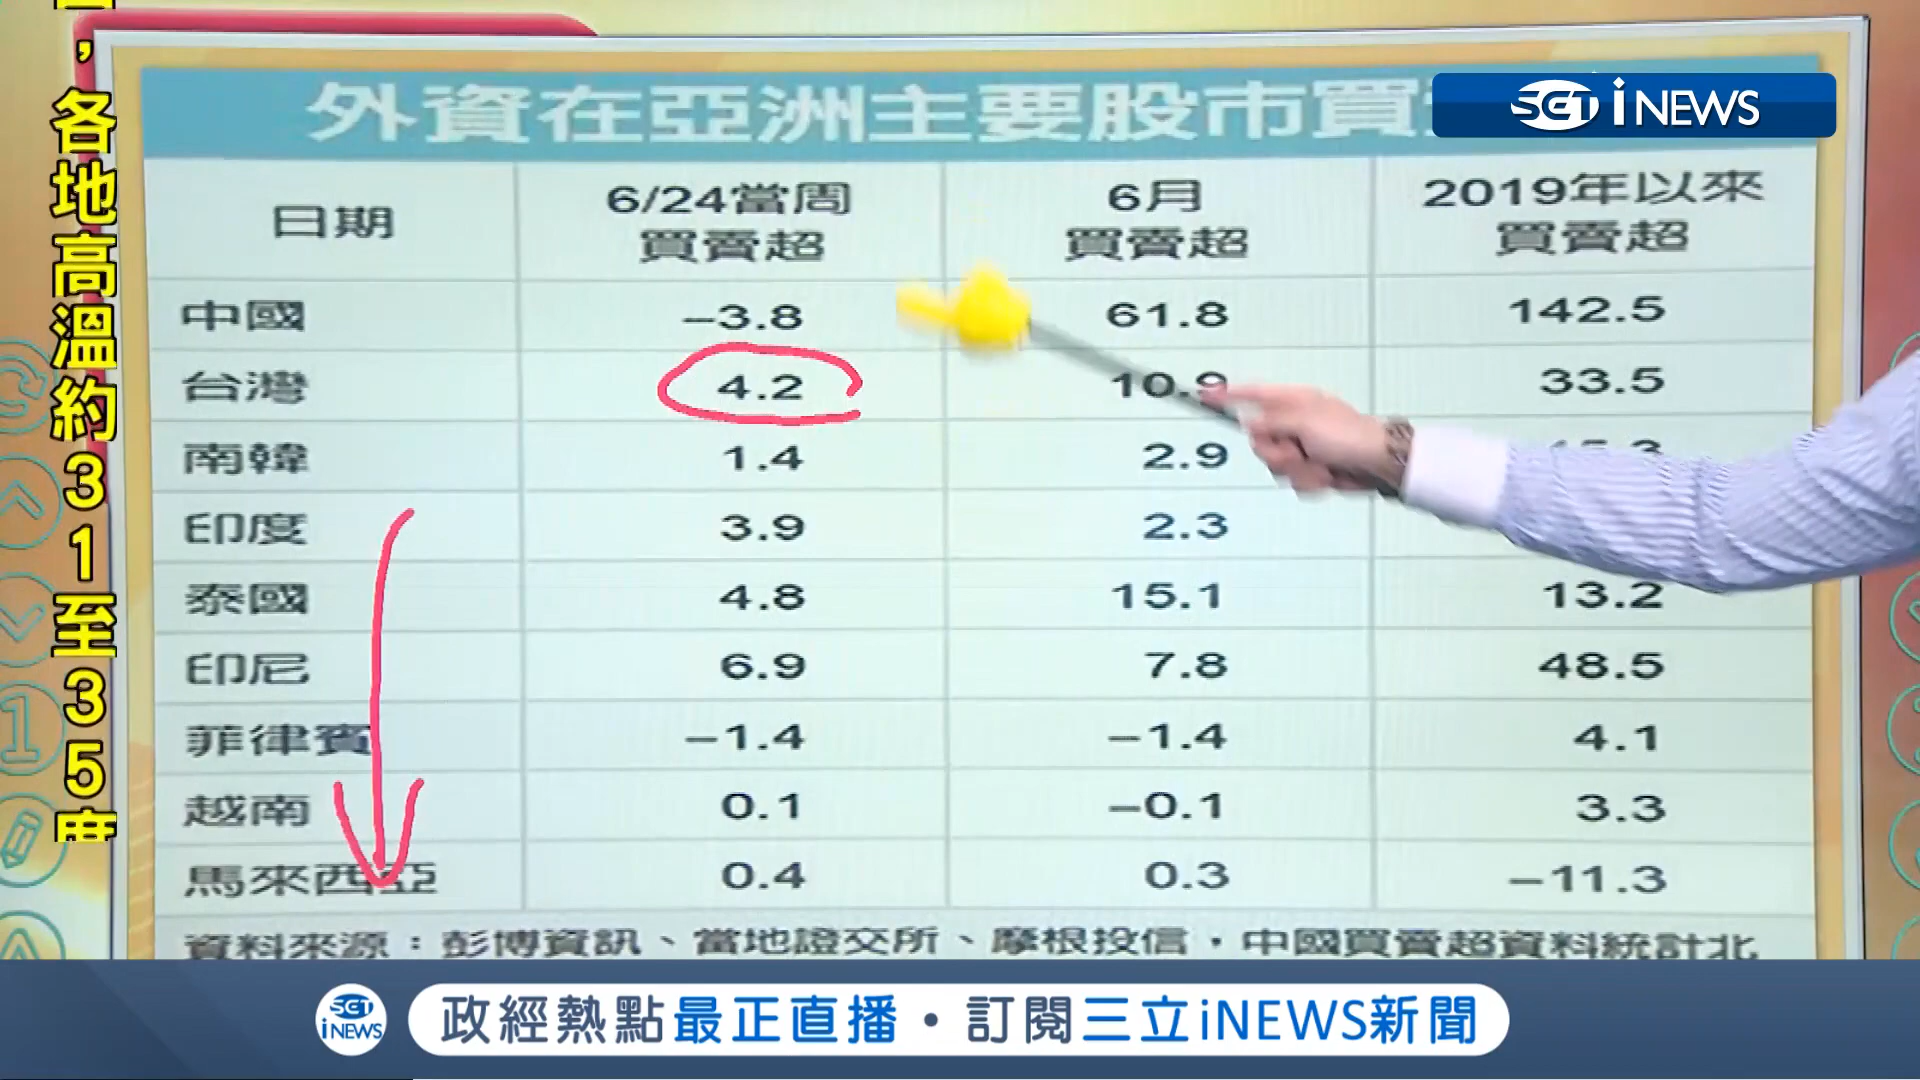 ，各地高溫約31至35度
外資在亞洲主要股市買
SET iNEWS
日期 6/24當周買賣超 6月買賣超 2019年以來買賣超
中國 −3.8 61.8 142.5
台灣 4.2 10.9 33.5
南韓 1.4 2.9
印度 3.9 2.3
泰國 4.8 15.1 13.2
印尼 6.9 7.8 48.5
菲律賓 −1.4 −1.4 4.1
越南 0.1 −0.1 3.3
馬來西亞 0.4 0.3 −11.3
資料來源：彭博資訊、當地證交所、摩根投信，中國買賣超資料統計北
SET iNEWS
政經熱點最正直播・訂閱三立iNEWS新聞